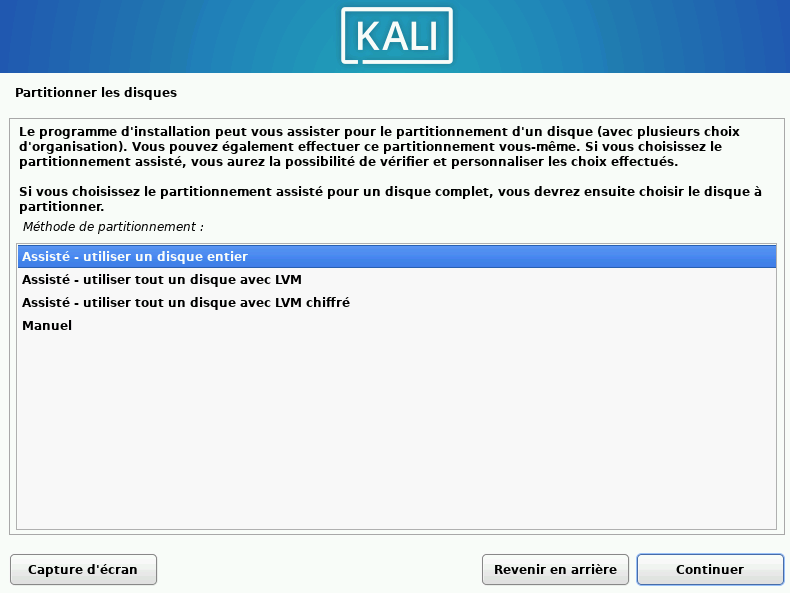 KALI
Partitionner les disques
Le programme d'installation peut vous assister pour le partitionnement d'un disque (avec plusieurs choix
d'organisation). Vous pouvez également effectuer ce partitionnement vous-même. Si vous choisissez le
partitionnement assisté, vous aurez la possibilité de vérifier et personnaliser les choix effectués.
Si vous choisissez le partitionnement assisté pour un disque complet, vous devrez ensuite choisir le disque à
partitionner.
Méthode de partitionnement :
Assisté - utiliser un disque entier
Assisté - utiliser tout un disque avec LVM
Assisté - utiliser tout un disque avec LVM chiffré
Manuel
Capture d'écran
Revenir en arrière
Continuer